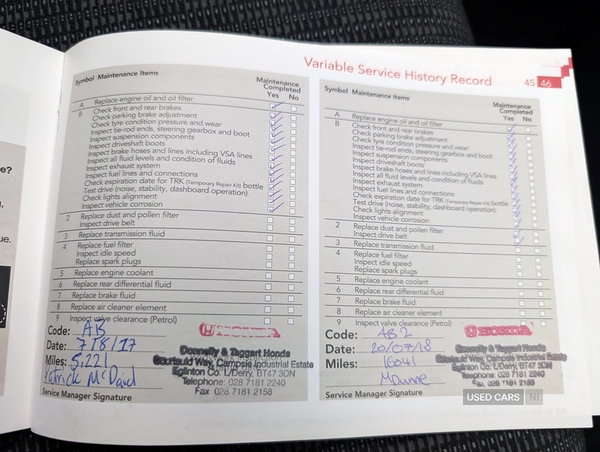 Variable Service History Record 45 46
Symbol Maintenance Items
Maintenance
Completed
Yes No
A Replace engine oil and oil filter
B Check front and rear brakes
Check parking brake adjustment
Check tyre condition pressure and wear
Inspect tie-rod ends, steering gearbox and boot
Inspect suspension components
Inspect driveshaft boots
Inspect brake hoses and lines including VSA lines
Inspect all fluid levels and condition of fluids
Inspect exhaust system
Inspect fuel lines and connections
Check expiration date for TRK (Temporary Repair Kit) bottle
Test drive (noise, stability, dashboard operation)
Check lights alignment
Inspect vehicle corrosion
2 Replace dust and pollen filter
Inspect drive belt
3 Replace transmission fluid
4 Replace fuel filter
Inspect idle speed
Replace spark plugs
5 Replace engine coolant
6 Replace rear differential fluid
7 Replace brake fluid
8 Replace air cleaner element
9 Inspect valve clearance (Petrol)
Code: AB
Date: 7/8/17
Miles: 5,221
Service Manager Signature
Donnelly & Taggart Honda
Courtauld Way, Campsie Industrial Estate
Eglinton Co. L/Derry, BT47 3DN
Telephone: 028 7181 2240
Fax 028 7181 2158
Symbol Maintenance Items
Maintenance
Completed
Yes No
A Replace engine oil and oil filter
B Check front and rear brakes
Check parking brake adjustment
Check tyre condition pressure and wear
Inspect tie-rod ends, steering gearbox and boot
Inspect suspension components
Inspect driveshaft boots
Inspect brake hoses and lines including VSA lines
Inspect all fluid levels and condition of fluids
Inspect exhaust system
Inspect fuel lines and connections
Check expiration date for TRK (Temporary Repair Kit) bottle
Test drive (noise, stability, dashboard operation)
Check lights alignment
Inspect vehicle corrosion
2 Replace dust and pollen filter
Inspect drive belt
3 Replace transmission fluid
4 Replace fuel filter
Inspect idle speed
Replace spark plugs
5 Replace engine coolant
6 Replace rear differential fluid
7 Replace brake fluid
8 Replace air cleaner element
9 Inspect valve clearance (Petrol)
Code: AB2
Date: 20/07/18
Miles: 16041
Service Manager Signature
HONDA
Donnelly & Taggart Honda
Courtauld Way, Campsie Industrial Estate
Eglinton Co. L/Derry, BT47 3DN
Telephone: 028 7181 2240
Fax 028 7181 2158
USED CARS NI